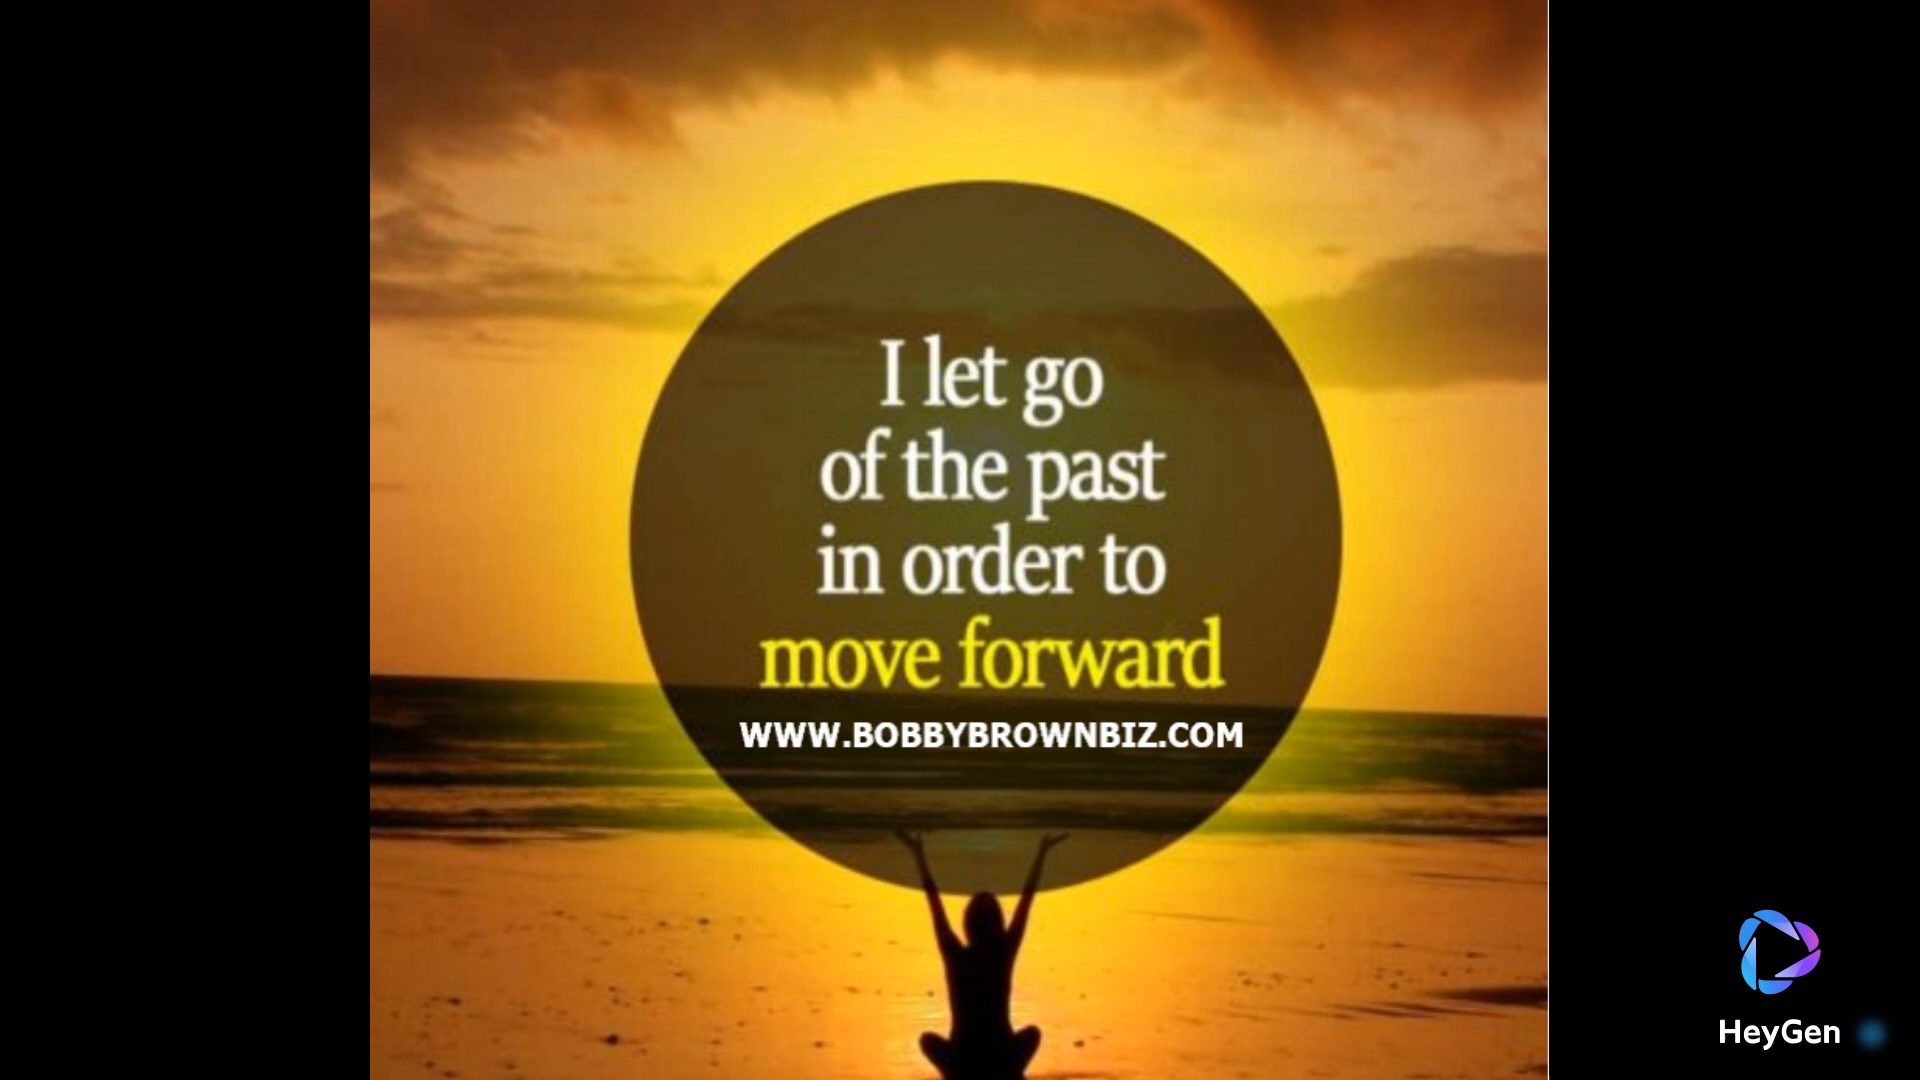 I let go
of the past
in order to
move forward
WWW.BOBBYBROWNBIZ.COM
HeyGen